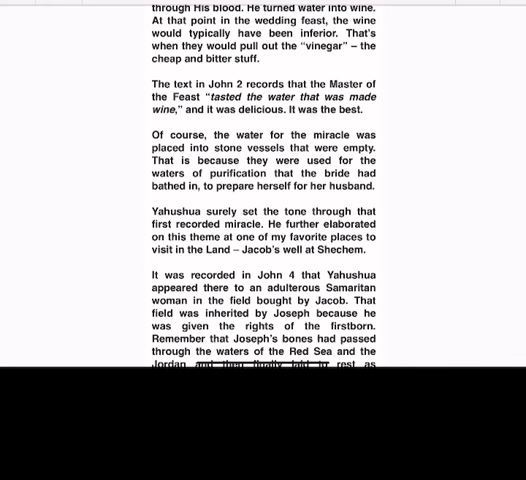 through His blood. He turned water into wine.
At that point in the wedding feast, the wine
would typically have been inferior. That's
when they would pull out the “vinegar” – the
cheap and bitter stuff.
The text in John 2 records that the Master of
the Feast “tasted the water that was made
wine,” and it was delicious. It was the best.
Of course, the water for the miracle was
placed into stone vessels that were empty.
That is because they were used for the
waters of purification that the bride had
bathed in, to prepare herself for her husband.
Yahushua surely set the tone through that
first recorded miracle. He further elaborated
on this theme at one of my favorite places to
visit in the Land – Jacob's well at Shechem.
It was recorded in John 4 that Yahushua
appeared there to an adulterous Samaritan
woman in the field bought by Jacob. That
field was inherited by Joseph because he
was given the rights of the firstborn.
Remember that Joseph's bones had passed
through the waters of the Red Sea and the
Jordan and then finally laid to rest as